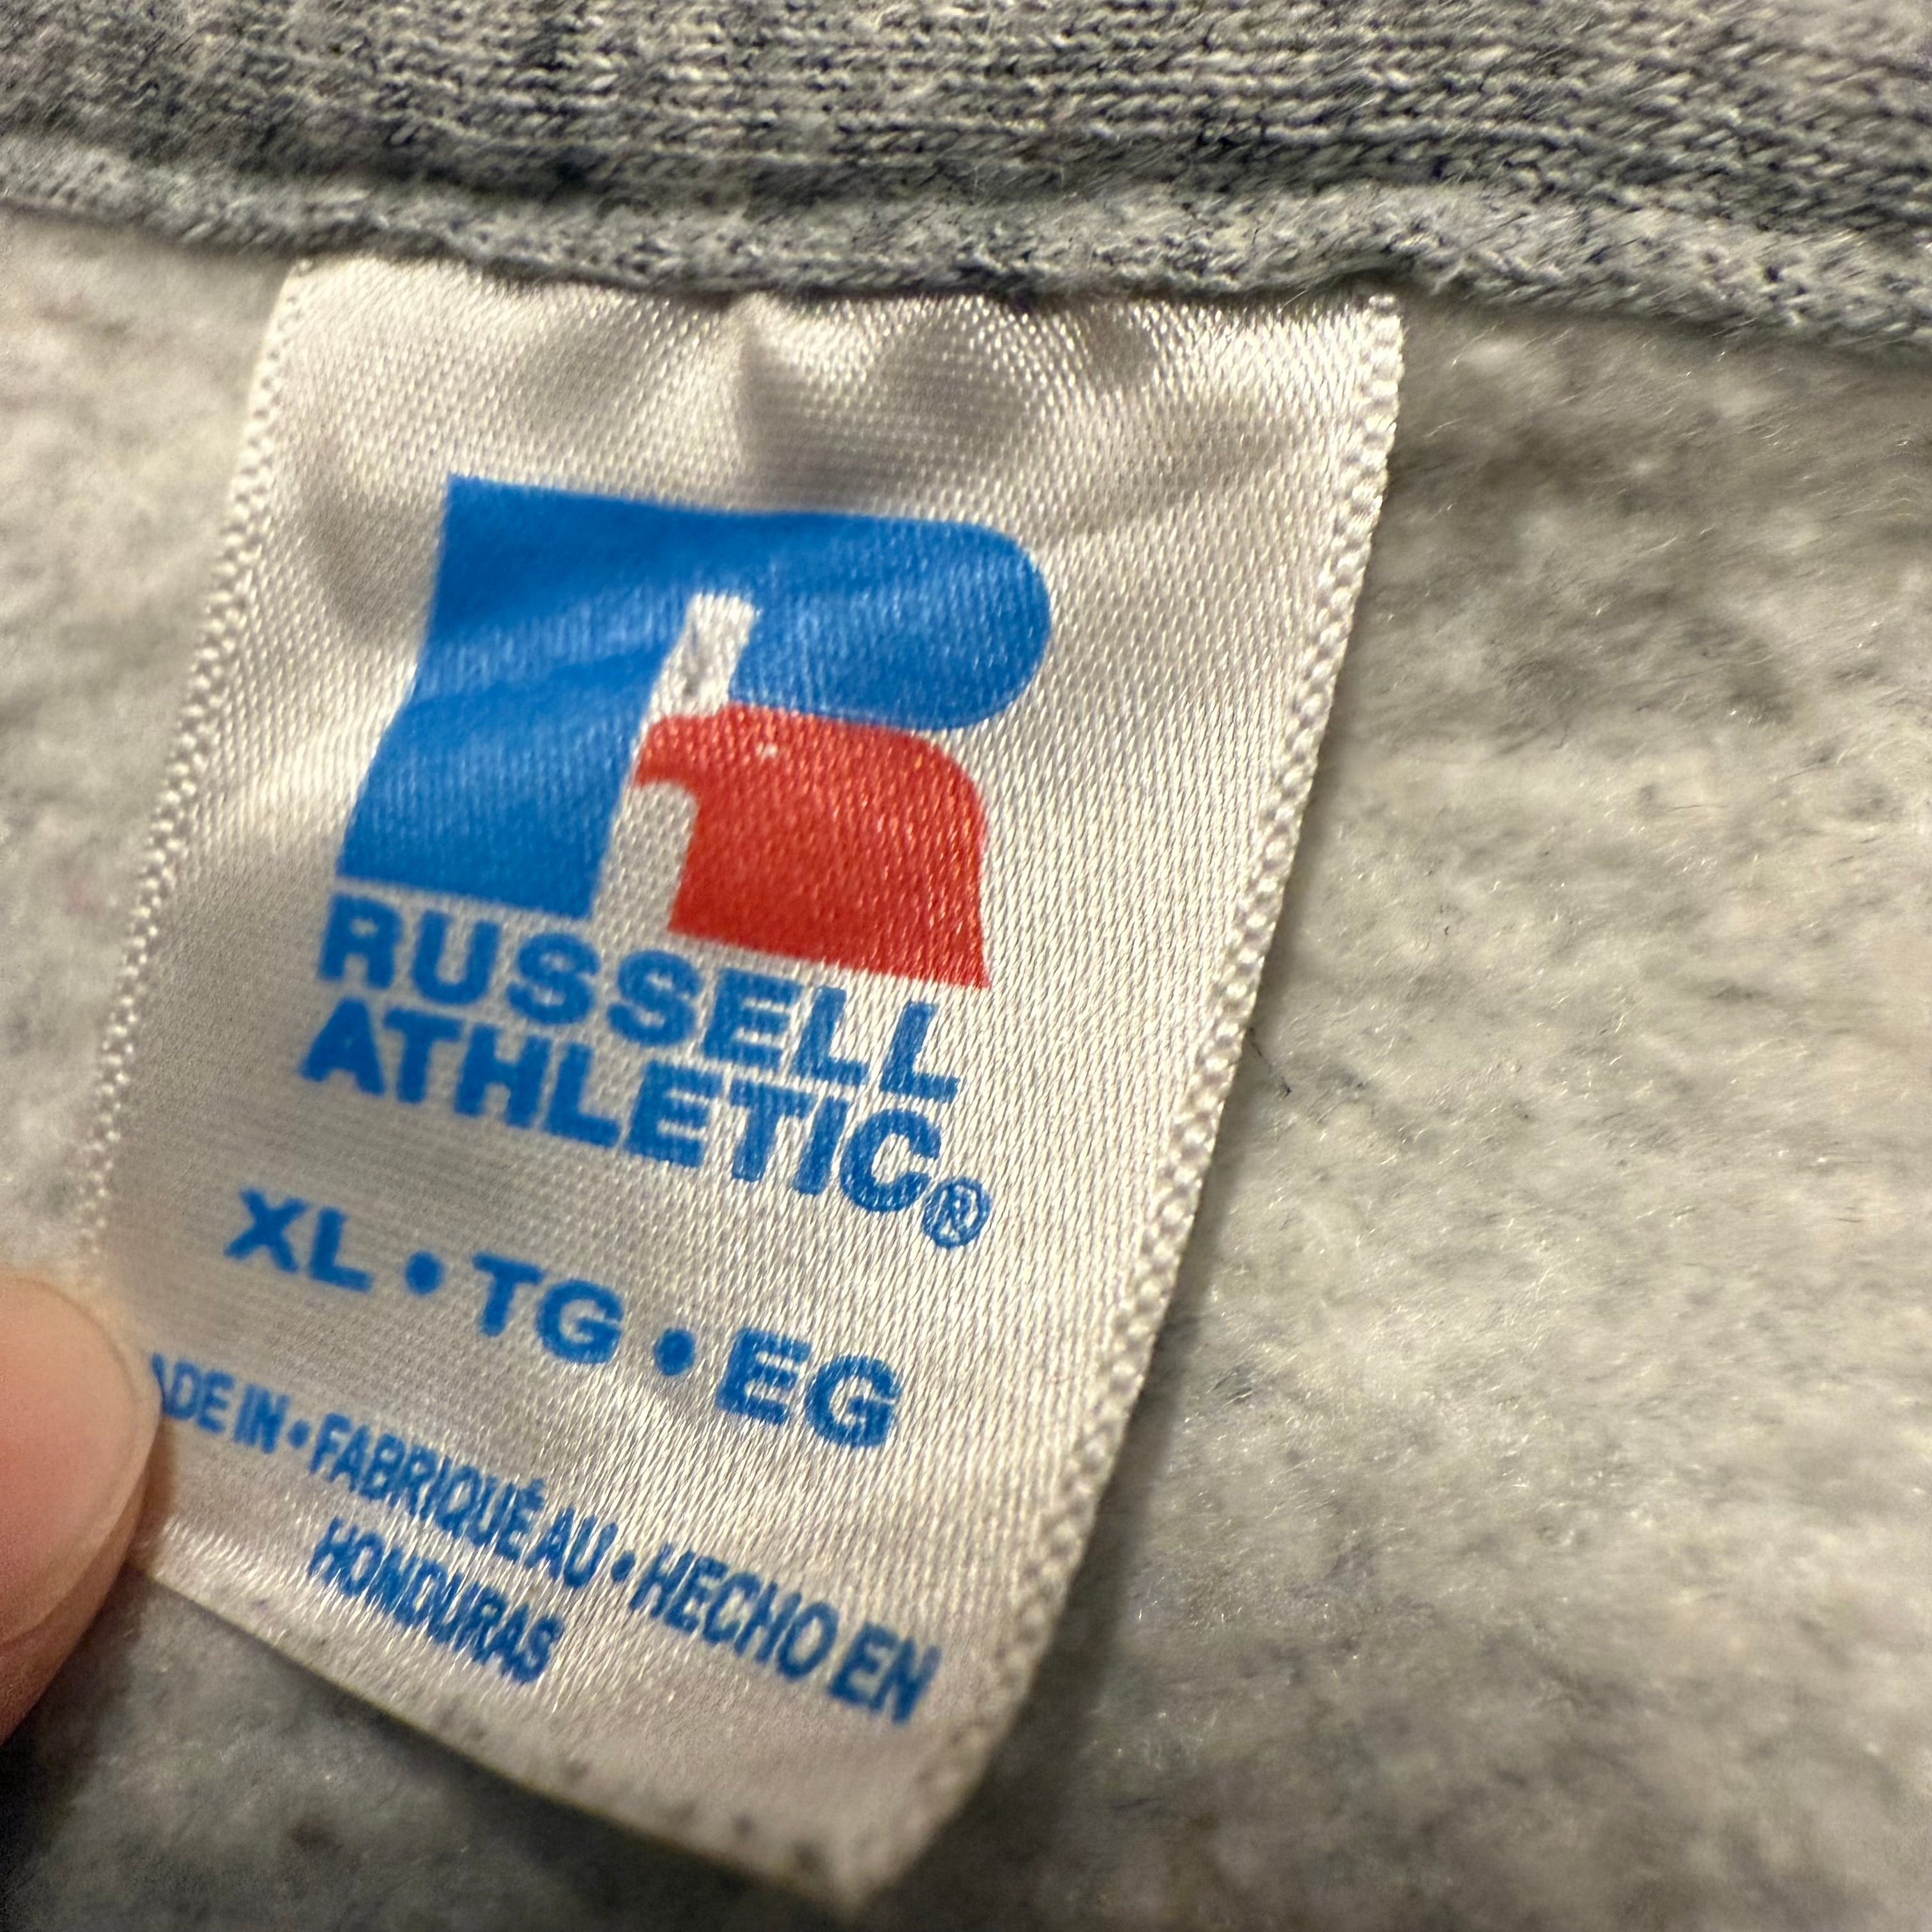 RUSSELL
ATHLETIC®
XL • TG • EG
ADE IN • FABRIQUÉ AU • HECHO EN
HONDURAS